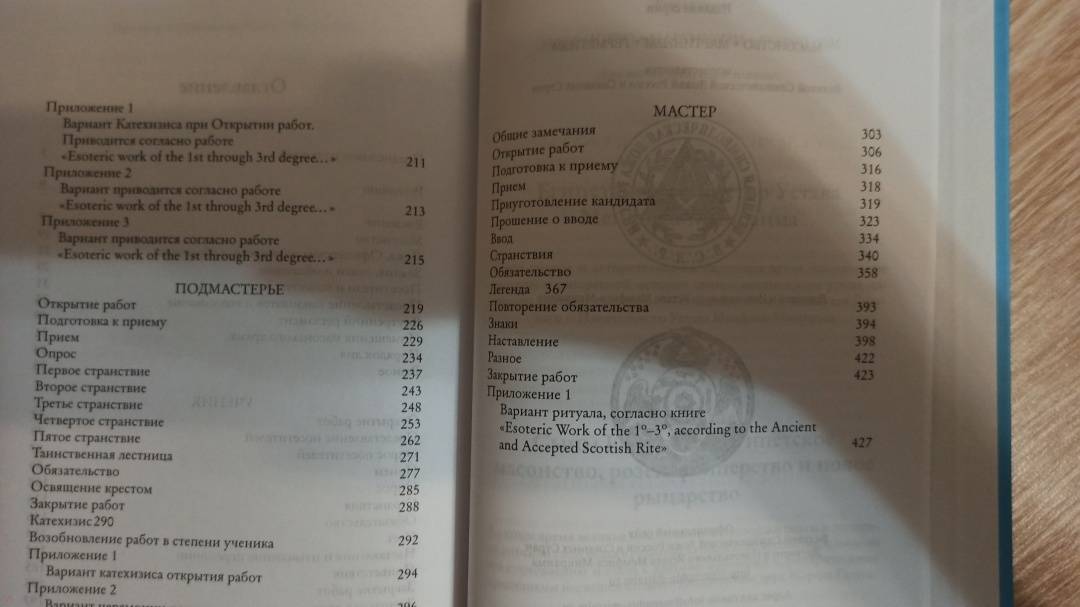 Приложение 1
Вариант Катехизиса при Открытии работ.
Приводится согласно работе
«Esoteric work of the 1st through 3rd degree…» 211
Приложение 2
Вариант приводится согласно работе
«Esoteric work of the 1st through 3rd degree…» 213
Приложение 3
Вариант приводится согласно работе
«Esoteric work of the 1st through 3rd degree…» 215
ПОДМАСТЕРЬЕ
Открытие работ 219
Подготовка к приему 226
Прием 229
Опрос 234
Первое странствие 237
Второе странствие 243
Третье странствие 248
Четвертое странствие 253
Пятое странствие 262
Таинственная лестница 271
Обязательство 277
Освящение крестом 285
Закрытие работ 288
Катехизис290
Возобновление работ в степени ученика 292
Приложение 1
Вариант катехизиса открытия работ 294
Приложение 2
Вариант 296
МАСТЕР
Общие замечания 303
Открытие работ 306
Подготовка к приему 316
Прием 318
Приуготовление кандидата 319
Прошение о вводе 323
Ввод 334
Странствия 340
Обязательство 358
Легенда 367
Повторение обязательства 393
Знаки 394
Наставление 398
Разное 422
Закрытие работ 423
Приложение 1
Вариант ритуала, согласно книге
«Esoteric Work of the 1º–3º, according to the Ancient
and Accepted Scottish Rite» 427